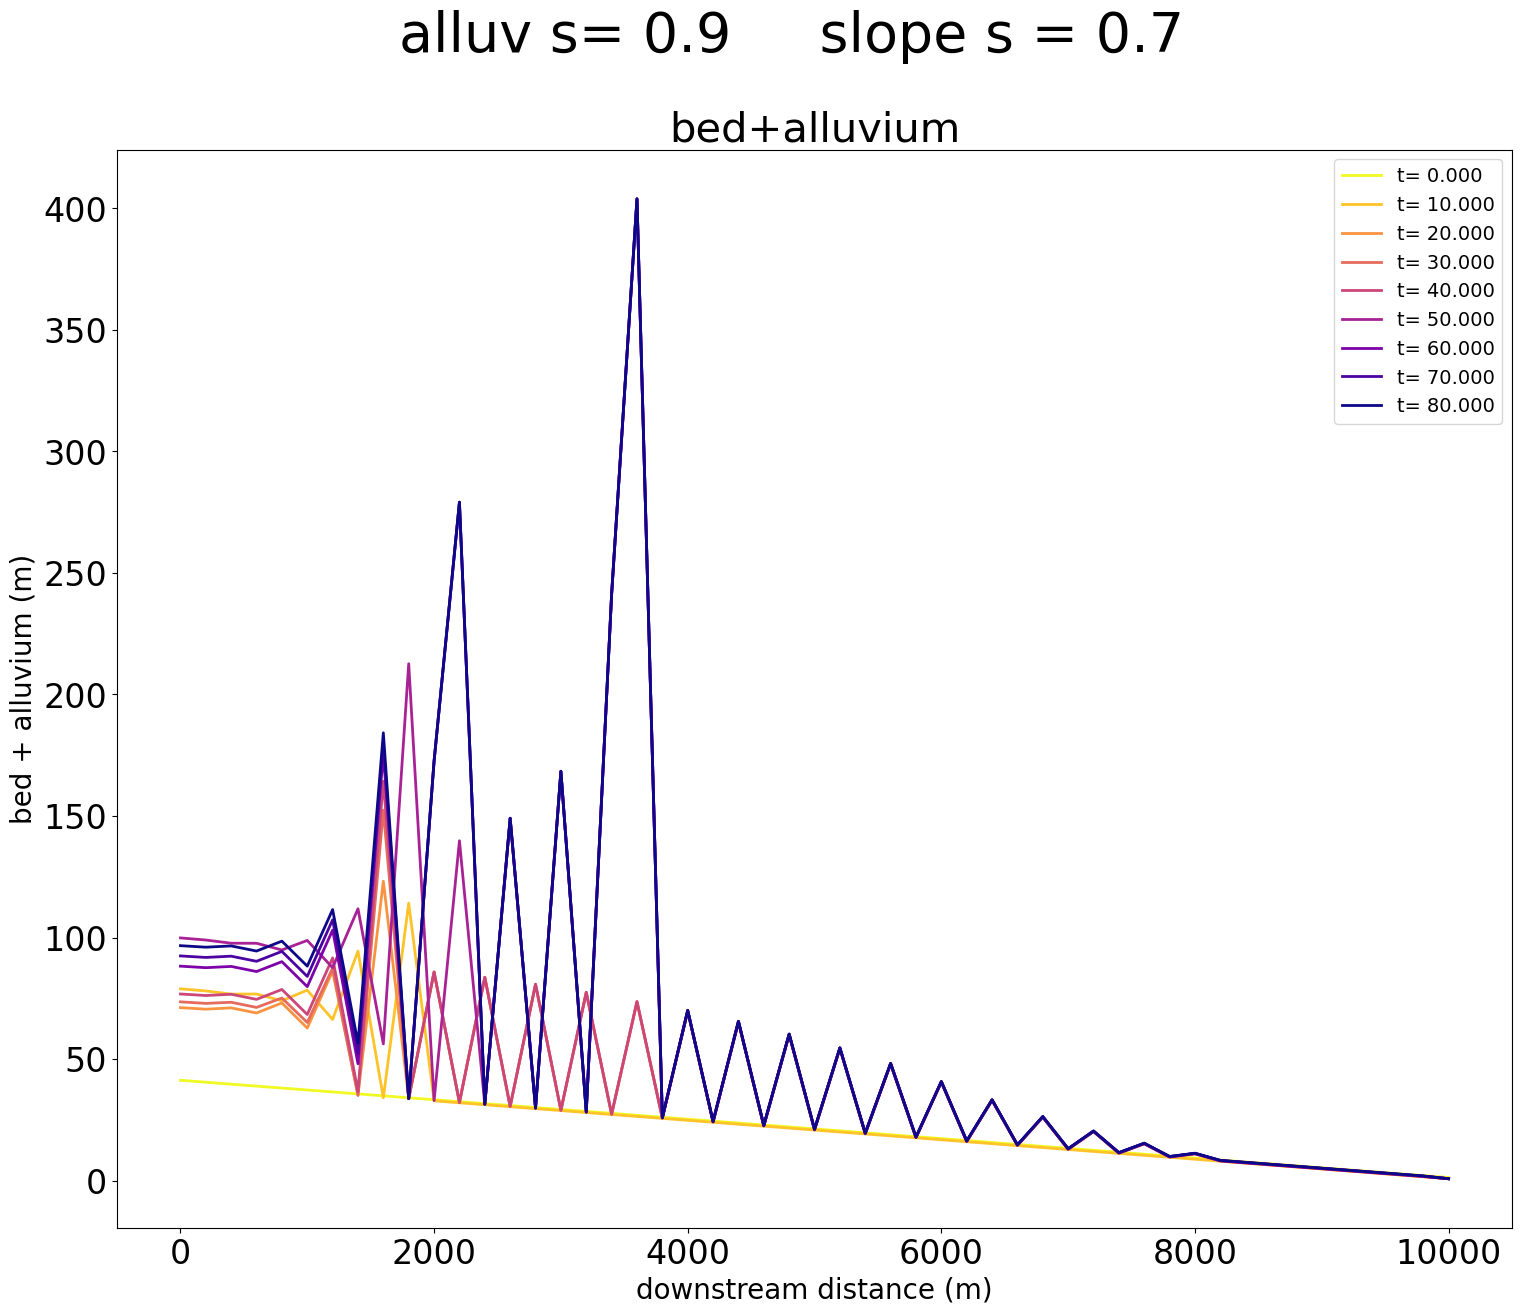 alluv s= 0.9     slope s = 0.7
bed+alluvium
t= 0.000
t= 10.000
t= 20.000
t= 30.000
t= 40.000
t= 50.000
t= 60.000
t= 70.000
t= 80.000
bed + alluvium (m)
400
350
300
250
200
150
100
50
0
0 2000 4000 6000 8000 10000
downstream distance (m)